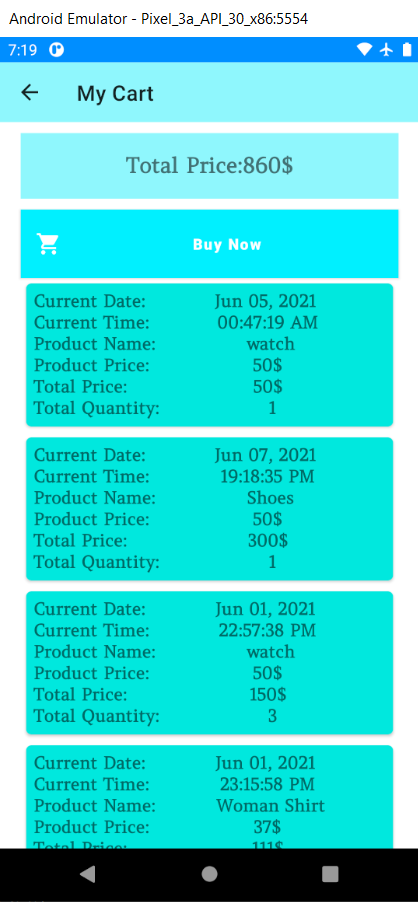 Android Emulator - Pixel_3a_API_30_x86:5554
7:19
My Cart
Total Price:860$
Buy Now
Current Date: Jun 05, 2021
Current Time: 00:47:19 AM
Product Name: watch
Product Price: 50$
Total Price: 50$
Total Quantity: 1
Current Date: Jun 07, 2021
Current Time: 19:18:35 PM
Product Name: Shoes
Product Price: 50$
Total Price: 300$
Total Quantity: 1
Current Date: Jun 01, 2021
Current Time: 22:57:38 PM
Product Name: watch
Product Price: 50$
Total Price: 150$
Total Quantity: 3
Current Date: Jun 01, 2021
Current Time: 23:15:58 PM
Product Name: Woman Shirt
Product Price: 37$
Total Price: 111$